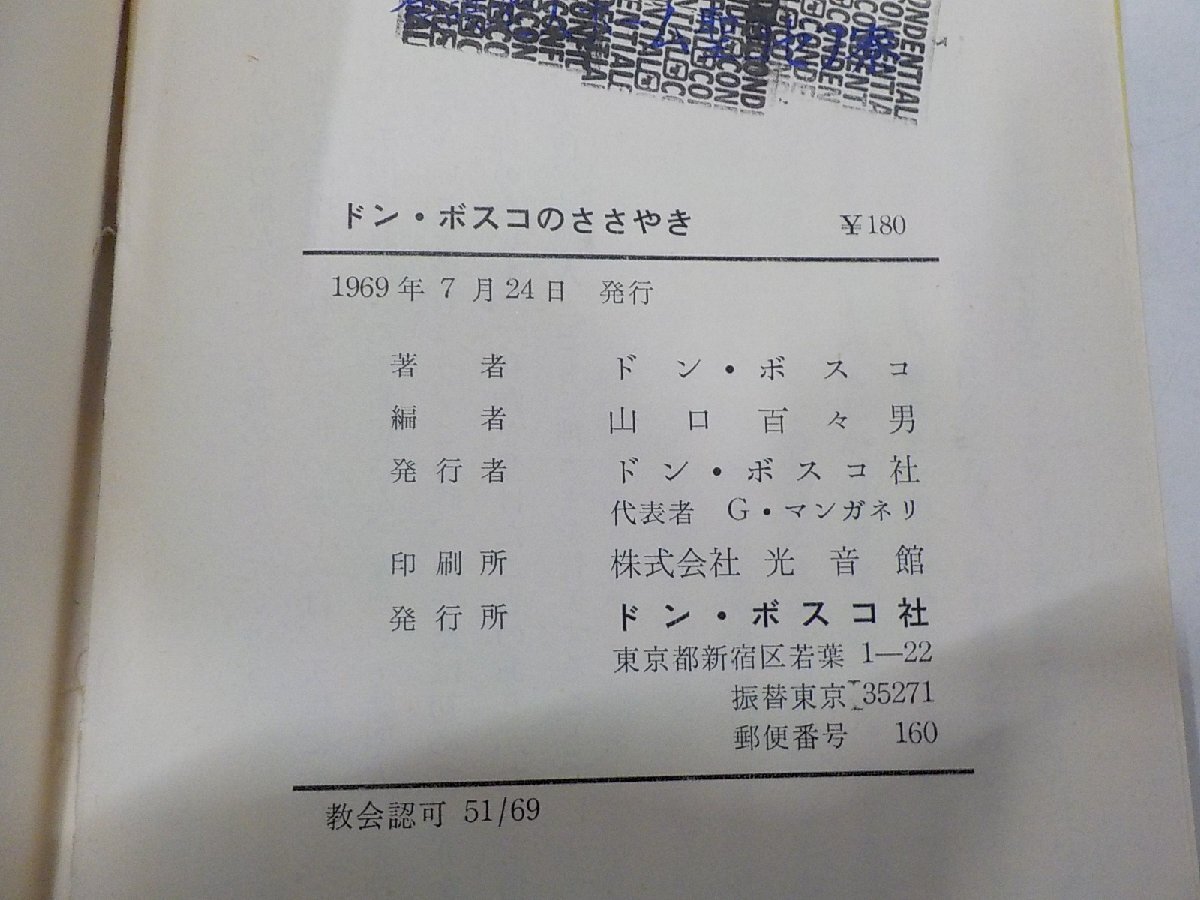 ドン・ボスコのささやき ¥180
1969年 7月24日 発行
著者 ドン・ボスコ
編者 山口百々男
発行者 ドン・ボスコ社
代表者 G・マンガネリ
印刷所 株式会社 光音館
発行所 ドン・ボスコ社
東京都新宿区若葉 1―22
振替東京 35271
郵便番号 160
教会認可 51/69